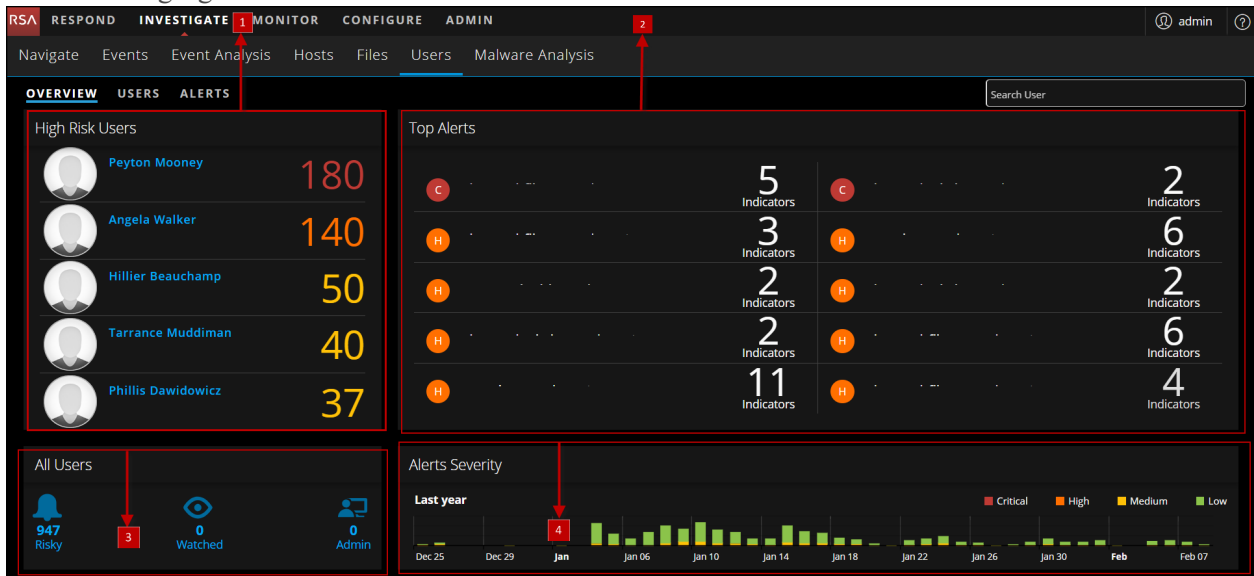 RSA RESPOND INVESTIGATE 1 MONITOR CONFIGURE ADMIN 2 admin ?
Navigate Events Event Analysis Hosts Files Users Malware Analysis
OVERVIEW USERS ALERTS Search User
High Risk Users
Peyton Mooney 180
Angela Walker 140
Hillier Beauchamp 50
Tarrance Muddiman 40
Phillis Dawidowicz 37
Top Alerts
C 5 Indicators C 2 Indicators
H 3 Indicators H 6 Indicators
H 2 Indicators H 2 Indicators
H 2 Indicators H 6 Indicators
H 11 Indicators H 4 Indicators
All Users
947 0 0
Risky 3 Watched Admin
Alerts Severity
Last year Critical High Medium Low
4
Dec 25 Dec 29 Jan Jan 06 Jan 10 Jan 14 Jan 18 Jan 22 Jan 26 Jan 30 Feb Feb 07